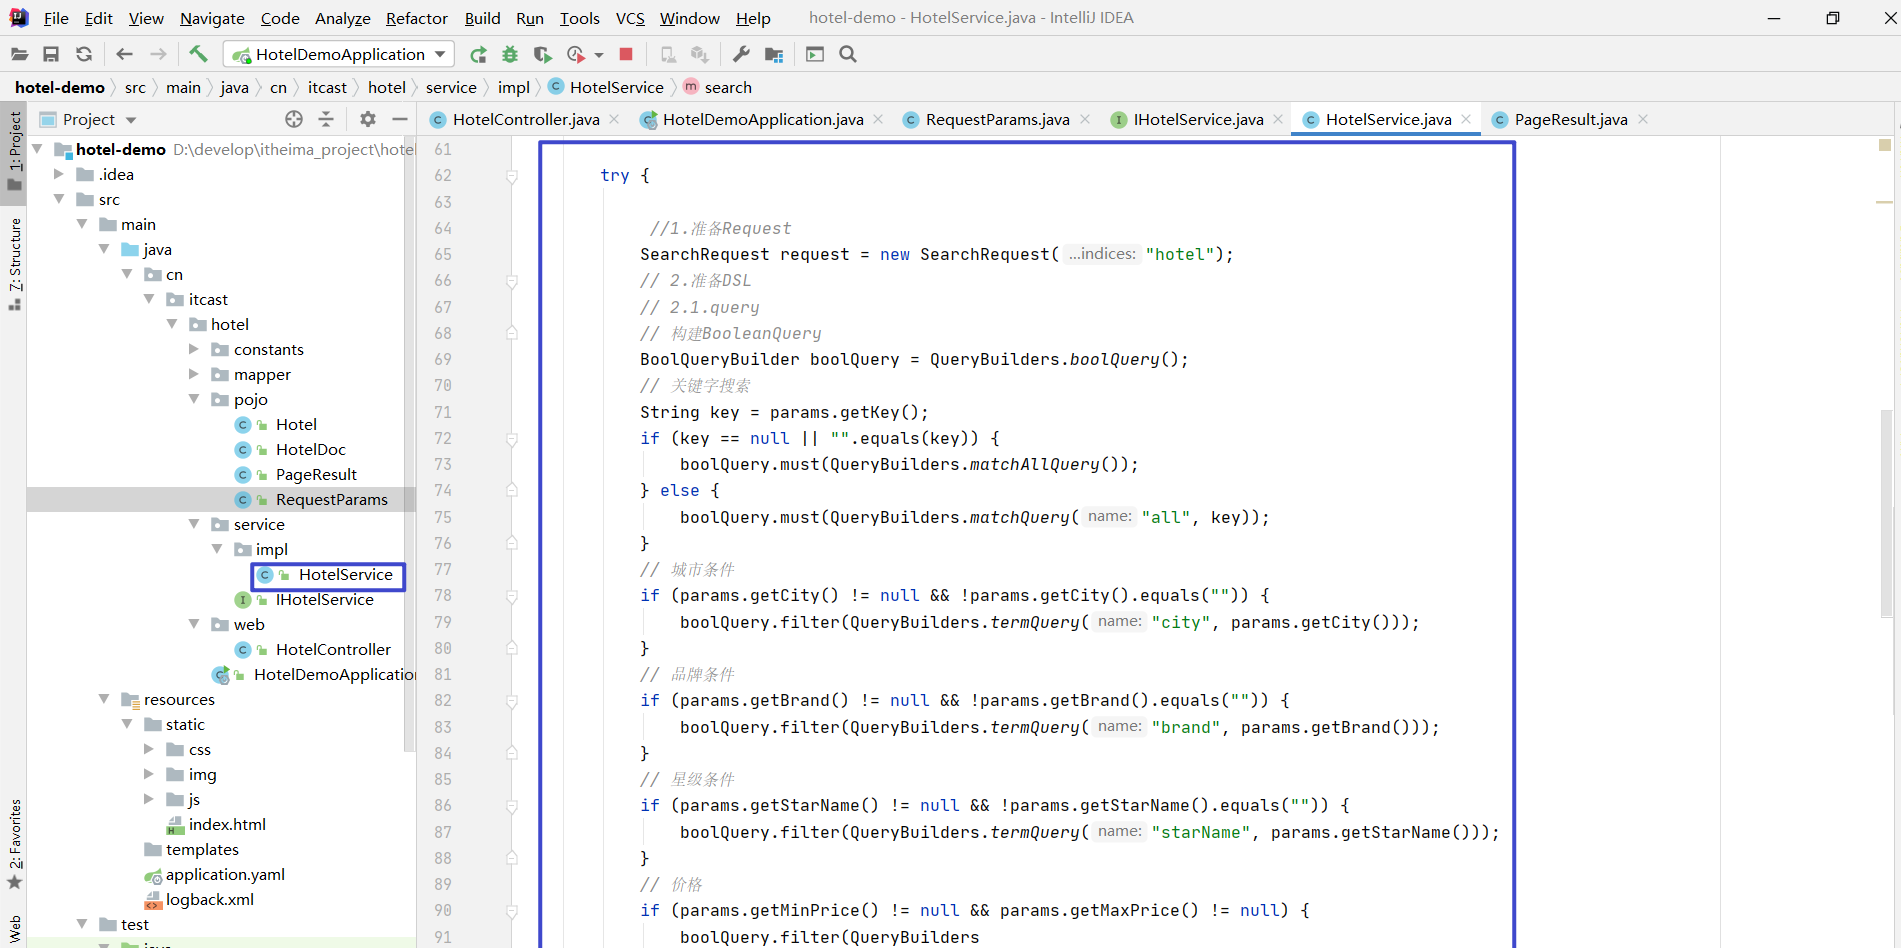 File Edit View Navigate Code Analyze Refactor Build Run Tools VCS Window Help hotel-demo - HotelService.java - IntelliJ IDEA
HotelDemoApplication
hotel-demo src main java cn itcast hotel service impl HotelService search
Project
HotelController.java HotelDemoApplication.java RequestParams.java IHotelService.java HotelService.java PageResult.java
1: Project
7: Structure
2: Favorites
Web
hotel-demo D:\develop\itheima_project\hote
.idea
src
main
java
cn
itcast
hotel
constants
mapper
pojo
Hotel
HotelDoc
PageResult
RequestParams
service
impl
HotelService
IHotelService
web
HotelController
HotelDemoApplication
resources
static
css
img
js
index.html
templates
application.yaml
logback.xml
test
java
61
62 try {
63
64 //1.准备Request
65 SearchRequest request = new SearchRequest( ...indices: "hotel");
66 // 2.准备DSL
67 // 2.1.query
68 // 构建BooleanQuery
69 BoolQueryBuilder boolQuery = QueryBuilders.boolQuery();
70 // 关键字搜索
71 String key = params.getKey();
72 if (key == null || "".equals(key)) {
73 boolQuery.must(QueryBuilders.matchAllQuery());
74 } else {
75 boolQuery.must(QueryBuilders.matchQuery( name: "all", key));
76 }
77 // 城市条件
78 if (params.getCity() != null && !params.getCity().equals("")) {
79 boolQuery.filter(QueryBuilders.termQuery( name: "city", params.getCity()));
80 }
81 // 品牌条件
82 if (params.getBrand() != null && !params.getBrand().equals("")) {
83 boolQuery.filter(QueryBuilders.termQuery( name: "brand", params.getBrand()));
84 }
85 // 星级条件
86 if (params.getStarName() != null && !params.getStarName().equals("")) {
87 boolQuery.filter(QueryBuilders.termQuery( name: "starName", params.getStarName()));
88 }
89 // 价格
90 if (params.getMinPrice() != null && params.getMaxPrice() != null) {
91 boolQuery.filter(QueryBuilders